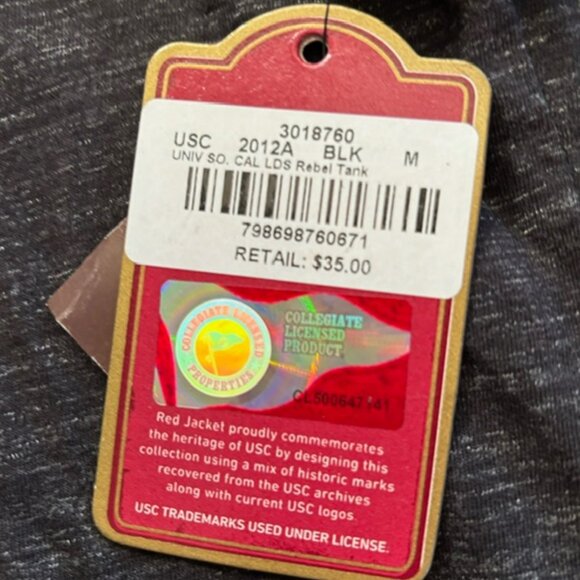 3018760
USC 2012A BLK M
UNIV SO. CAL LDS Rebel Tank
798698760671
RETAIL: $35.00
COLLEGIATE LICENSED
PROPERTIES
COLLEGIATE
LICENSED
PRODUCT
Red Jacket proudly commemorates
the heritage of USC by designing this
collection using a mix of historic marks
recovered from the USC archives
along with current USC logos
USC TRADEMARKS USED UNDER LICENSE.